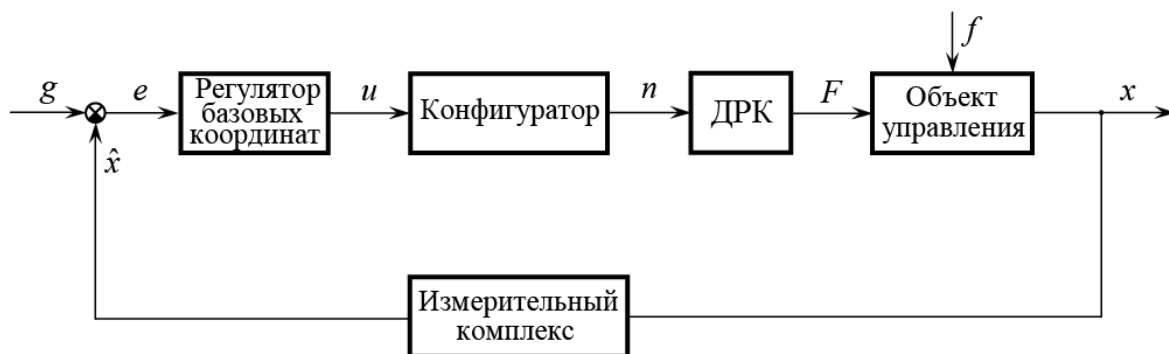 f
g
e
Регулятор
базовых
координат
u
Конфигуратор
n
ДРК
F
Объект
управления
x
x̂
Измерительный
комплекс